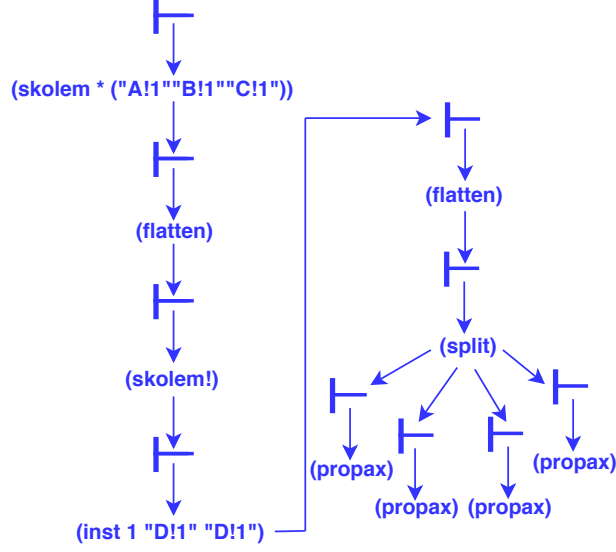 (skolem * ("A!1""B!1""C!1"))
(flatten)
(skolem!)
(inst 1 "D!1" "D!1")
(flatten)
(split)
(propax)
(propax)
(propax)
(propax)